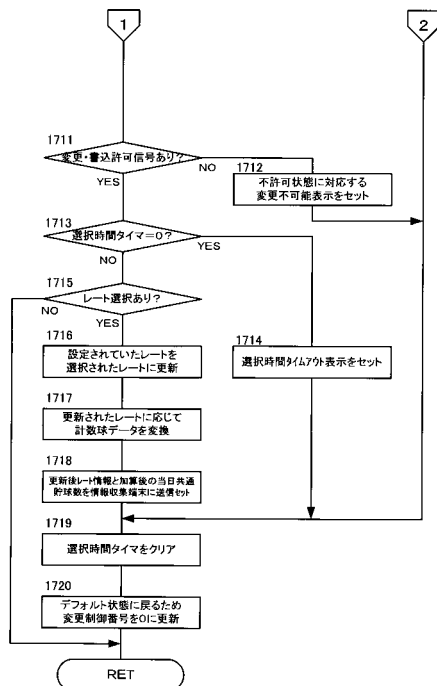 1
2
1711
変更・書込許可信号あり?
NO
YES
1712
不許可状態に対応する
変更不可能表示をセット
1713
選択時間タイマ=0?
YES
NO
1715
レート選択あり?
NO
YES
1714
選択時間タイムアウト表示をセット
1716
設定されていたレートを
選択されたレートに更新
1717
更新されたレートに応じて
計数球データを変換
1718
更新後レート情報と加算後の当日共通
貯球数を情報収集端末に送信セット
1719
選択時間タイマをクリア
1720
デフォルト状態に戻るため
変更制御番号を0に更新
RET